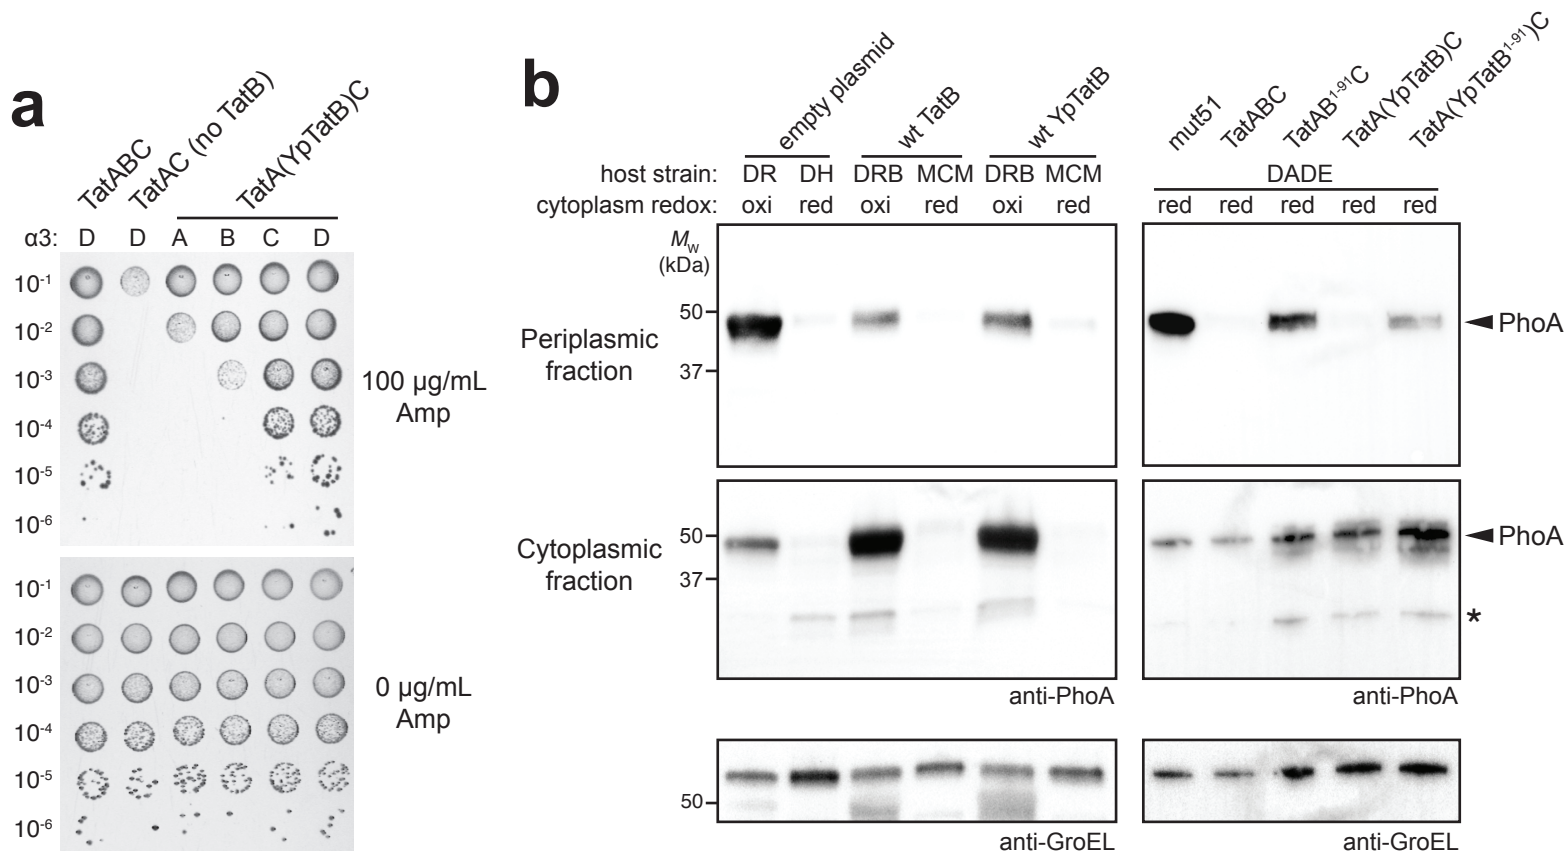 a
TatABC
TatAC (no TatB)
TatA(YpTatB)C
α3: D D A B C D
10-1
10-2
10-3
10-4
10-5
10-6
100 µg/mL
Amp
10-1
10-2
10-3
10-4
10-5
10-6
0 µg/mL
Amp
b
empty plasmid
wt TatB
wt YpTatB
host strain: DR DH DRB MCM DRB MCM
cytoplasm redox: oxi red oxi red oxi red
mut51
TatABC
TatAB1-91C
TatA(YpTatB)C
TatA(YpTatB1-91)C
DADE
red red red red red
MW
(kDa)
50
37
Periplasmic
fraction
PhoA
50
37
Cytoplasmic
fraction
PhoA
*
anti-PhoA
anti-PhoA
50
anti-GroEL
anti-GroEL